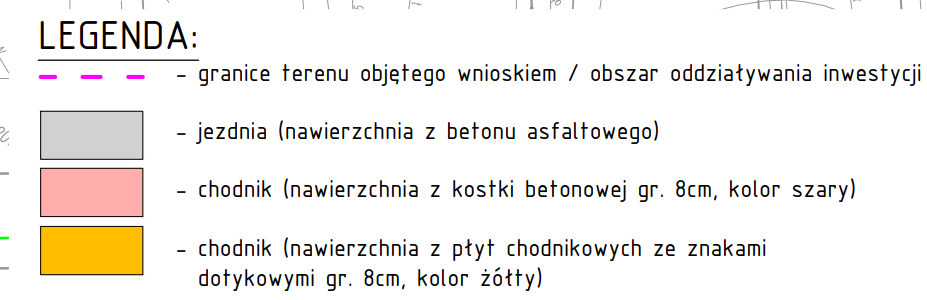 LEGENDA:
- granice terenu objętego wnioskiem / obszar oddziaływania inwestycji
- jezdnia (nawierzchnia z betonu asfaltowego)
- chodnik (nawierzchnia z kostki betonowej gr. 8cm, kolor szary)
- chodnik (nawierzchnia z płyt chodnikowych ze znakami
dotykowymi gr. 8cm, kolor żółty)